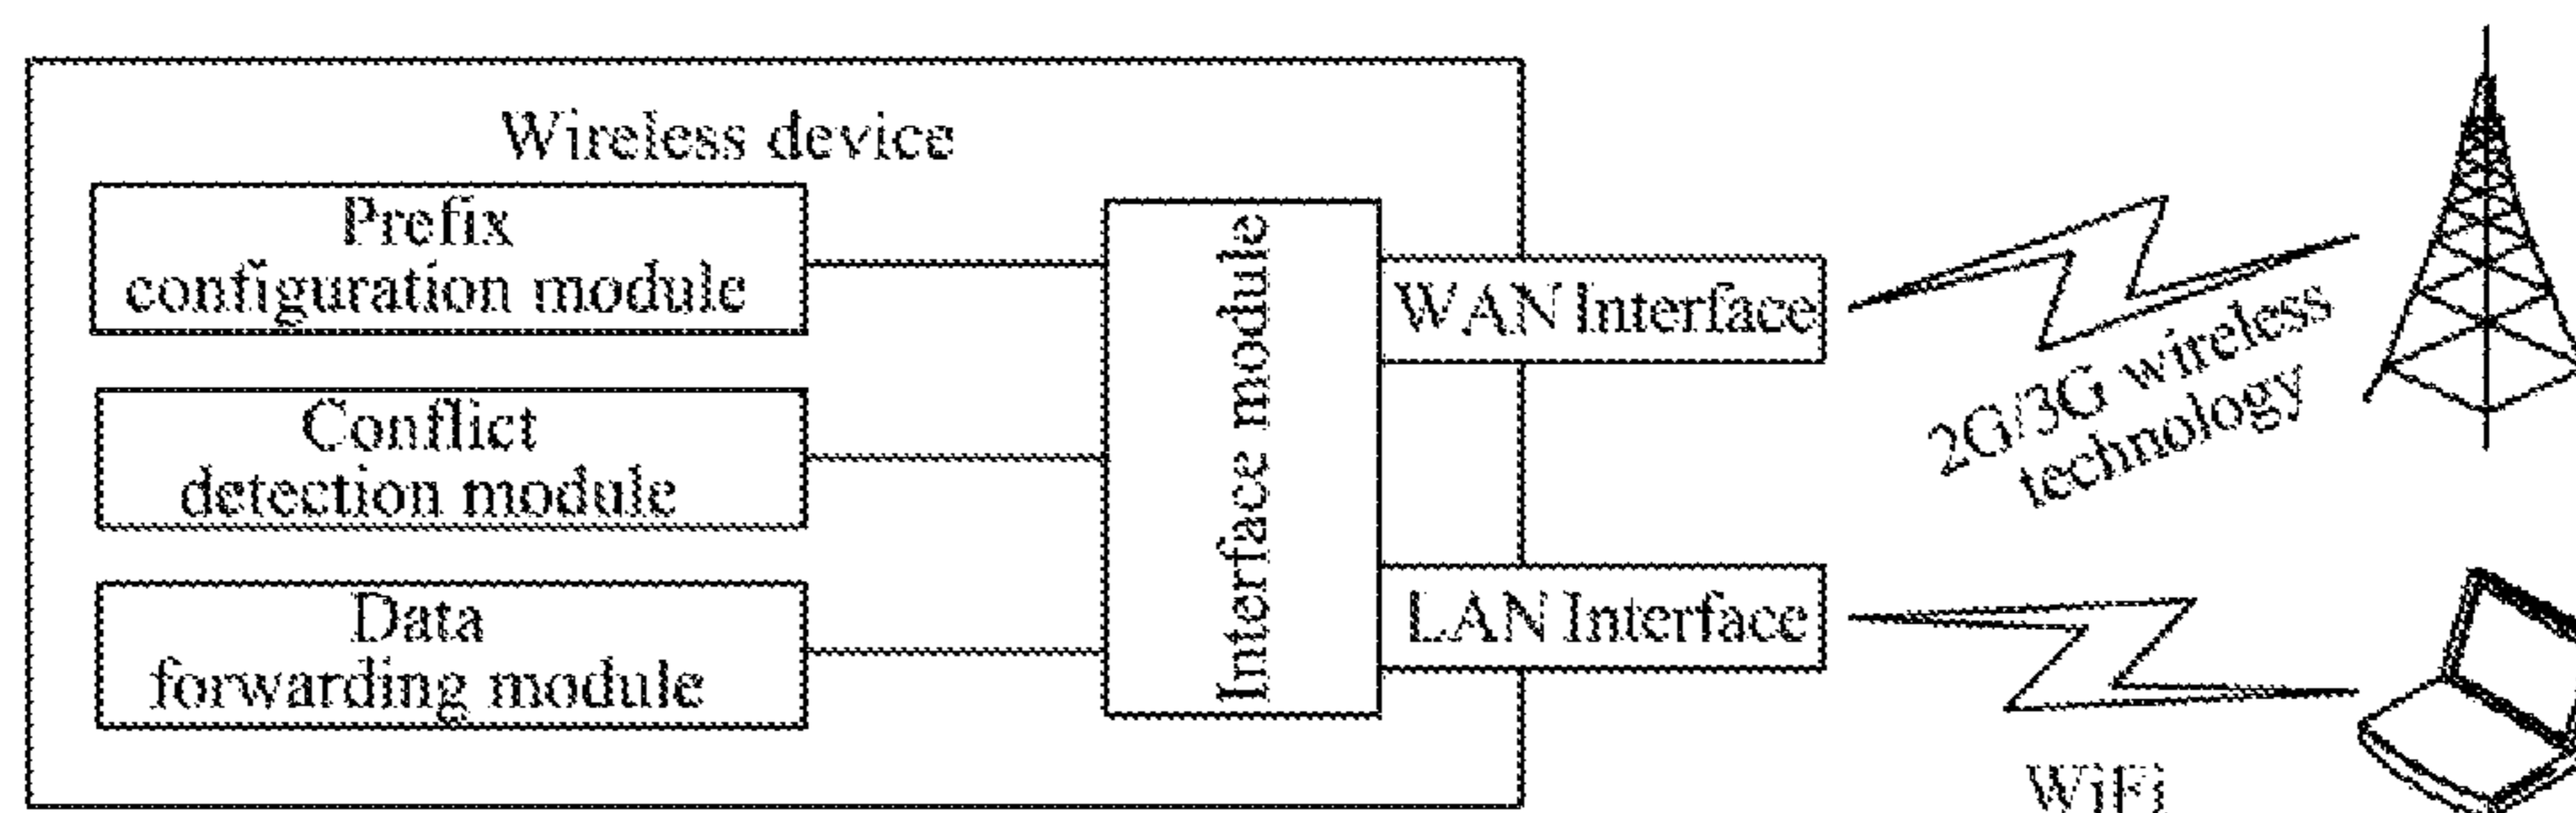 Wireless device
Prefix
configuration module
Conflict
detection module
Data
forwarding module
Interface module
WAN Interface
LAN Interface
2G/3G wireless
technology
WiFi